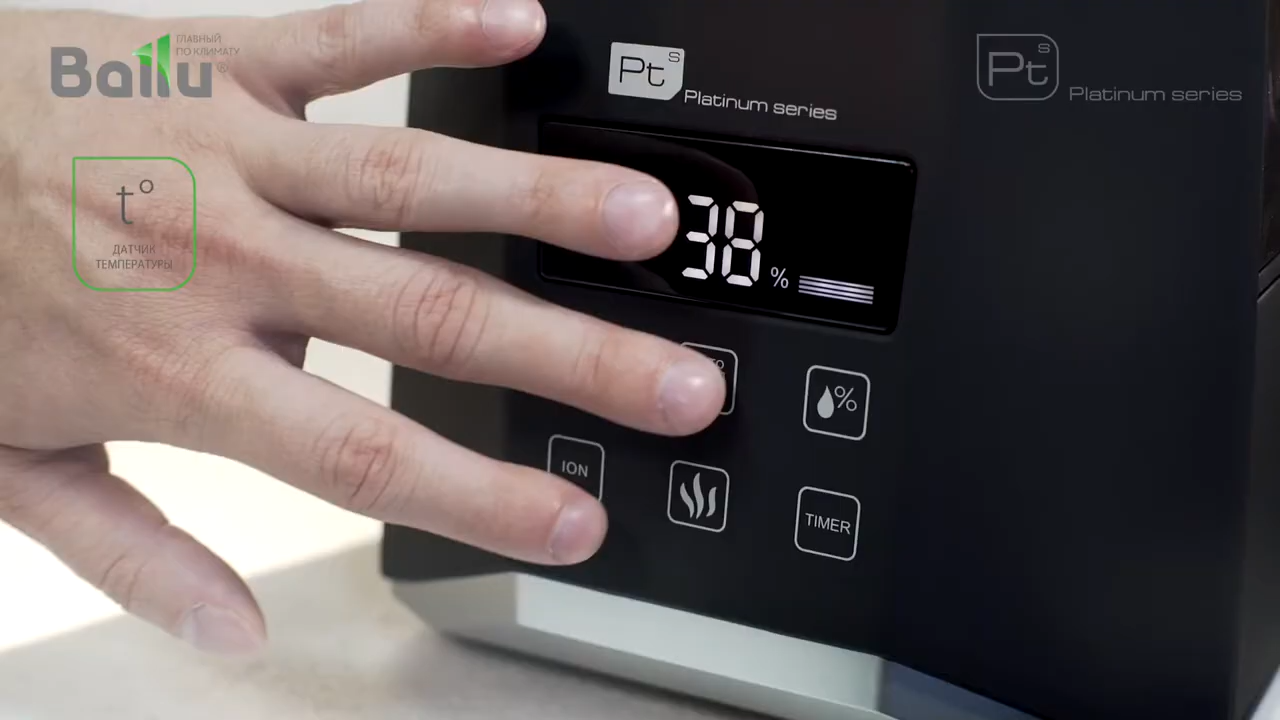 Ballu®
ГЛАВНЫЙ
ПО КЛИМАТУ
Pt S
Platinum series
Pt S
Platinum series
t°
ДАТЧИК
ТЕМПЕРАТУРЫ
38 %
%
ION
TIMER